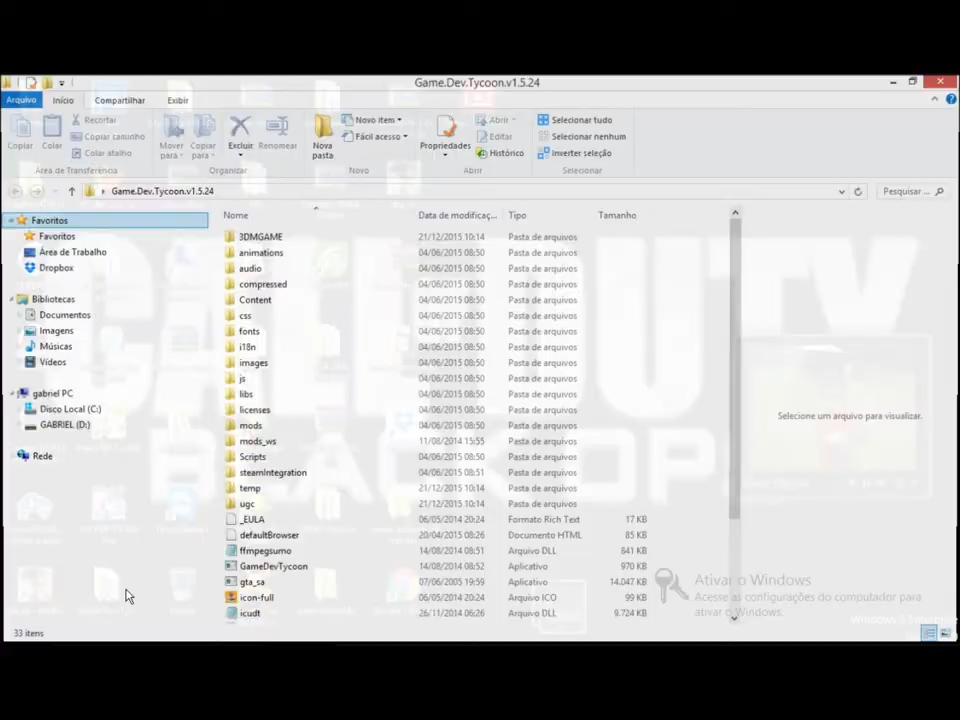 Game.Dev.Tycoon.v1.5.24
Arquivo Início Compartilhar Exibir
Copiar
Colar
Recortar
Copiar caminho
Colar atalho
Área de Transferência
Mover para
Copiar para
Excluir
Renomear
Organizar
Nova pasta
Novo item
Fácil acesso
Novo
Propriedades
Abrir
Editar
Histórico
Abrir
Selecionar tudo
Selecionar nenhum
Inverter seleção
Selecionar
Game.Dev.Tycoon.v1.5.24
Pesquisar ...
Favoritos
Favoritos
Área de Trabalho
Dropbox
Bibliotecas
Documentos
Imagens
Músicas
Vídeos
gabriel PC
Disco Local (C:)
GABRIEL (D:)
Rede
Nome Data de modificaç... Tipo Tamanho
3DMGAME 21/12/2015 10:14 Pasta de arquivos
animations 04/06/2015 08:50 Pasta de arquivos
audio 04/06/2015 08:50 Pasta de arquivos
compressed 04/06/2015 08:50 Pasta de arquivos
Content 04/06/2015 08:50 Pasta de arquivos
css 04/06/2015 08:50 Pasta de arquivos
fonts 04/06/2015 08:50 Pasta de arquivos
i18n 04/06/2015 08:50 Pasta de arquivos
images 04/06/2015 08:50 Pasta de arquivos
js 04/06/2015 08:50 Pasta de arquivos
libs 04/06/2015 08:50 Pasta de arquivos
licenses 04/06/2015 08:50 Pasta de arquivos
mods 04/06/2015 08:50 Pasta de arquivos
mods_ws 11/08/2014 15:55 Pasta de arquivos
Scripts 04/06/2015 08:50 Pasta de arquivos
steamIntegration 04/06/2015 08:51 Pasta de arquivos
temp 21/12/2015 10:14 Pasta de arquivos
ugc 21/12/2015 10:14 Pasta de arquivos
_EULA 06/05/2014 20:24 Formato Rich Text 17 KB
defaultBrowser 20/04/2015 08:26 Documento HTML 85 KB
ffmpegsumo 14/08/2014 08:51 Arquivo DLL 841 KB
GameDevTycoon 14/08/2014 08:52 Aplicativo 970 KB
gta_sa 07/06/2005 19:59 Aplicativo 14.047 KB
icon-full 06/05/2014 20:24 Arquivo ICO 99 KB
icudt 26/11/2014 06:26 Arquivo DLL 9.724 KB
Selecione um arquivo para visualizar.
Ativar o Windows
Acesse as configurações do computador para
ativar o Windows.
33 itens